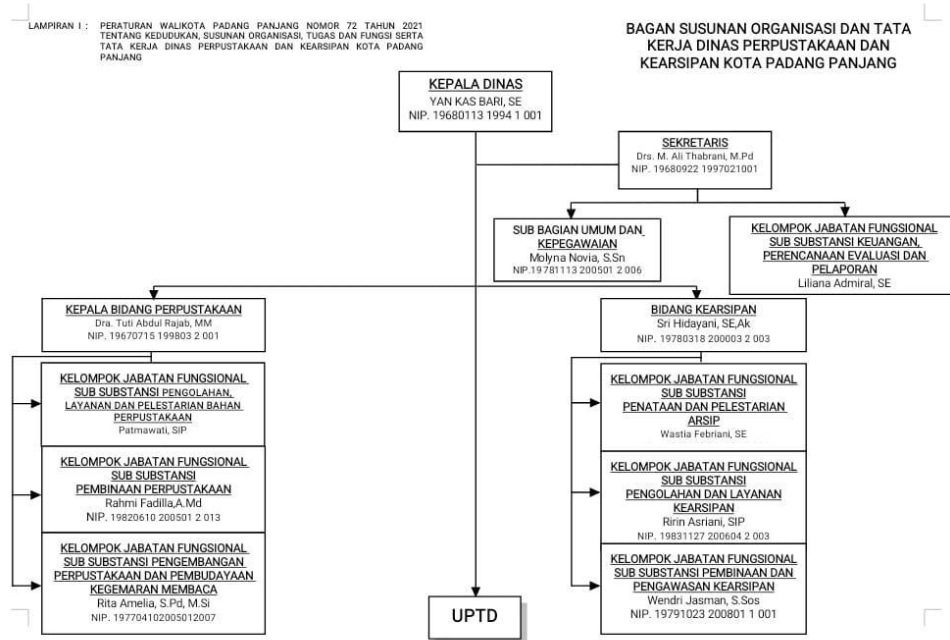 LAMPIRAN I : PERATURAN WALIKOTA PADANG PANJANG NOMOR 72 TAHUN 2021
TENTANG KEDUDUKAN, SUSUNAN ORGANISASI, TUGAS DAN FUNGSI SERTA
TATA KERJA DINAS PERPUSTAKAAN DAN KEARSIPAN KOTA PADANG
PANJANG
BAGAN SUSUNAN ORGANISASI DAN TATA
KERJA DINAS PERPUSTAKAAN DAN
KEARSIPAN KOTA PADANG PANJANG
KEPALA DINAS
YAN KAS BARI, SE
NIP. 19680113 1994 1 001
SEKRETARIS
Drs. M. Ali Thabrani, M.Pd
NIP. 19680922 1997021001
SUB BAGIAN UMUM DAN
KEPEGAWAIAN
Molyna Novia, S.Sn
NIP.19781113 200501 2 006
KELOMPOK JABATAN FUNGSIONAL
SUB SUBSTANSI KEUANGAN,
PERENCANAAN EVALUASI DAN
PELAPORAN
Liliana Admiral, SE
KEPALA BIDANG PERPUSTAKAAN
Dra. Tuti Abdul Rajab, MM
NIP. 19670715 199803 2 001
KELOMPOK JABATAN FUNGSIONAL
SUB SUBSTANSI PENGOLAHAN,
LAYANAN DAN PELESTARIAN BAHAN
PERPUSTAKAAN
Patmawati, SIP
KELOMPOK JABATAN FUNGSIONAL
SUB SUBSTANSI
PEMBINAAN PERPUSTAKAAN
Rahmi Fadilla,A.Md
NIP. 19820610 200501 2 013
KELOMPOK JABATAN FUNGSIONAL
SUB SUBSTANSI PENGEMBANGAN
PERPUSTAKAAN DAN PEMBUDAYAAN
KEGEMARAN MEMBACA
Rita Amelia, S.Pd, M.Si
NIP. 197704102005012007
BIDANG KEARSIPAN
Sri Hidayani, SE,Ak
NIP. 19780318 200003 2 003
KELOMPOK JABATAN FUNGSIONAL
SUB SUBSTANSI
PENATAAN DAN PELESTARIAN
ARSIP
Wastia Febriani, SE
KELOMPOK JABATAN FUNGSIONAL
SUB SUBSTANSI
PENGOLAHAN DAN LAYANAN
KEARSIPAN
Ririn Asriani, SIP
NIP. 19831127 200604 2 003
KELOMPOK JABATAN FUNGSIONAL
SUB SUBSTANSI PEMBINAAN DAN
PENGAWASAN KEARSIPAN
Wendri Jasman, S.Sos
NIP. 19791023 200801 1 001
UPTD